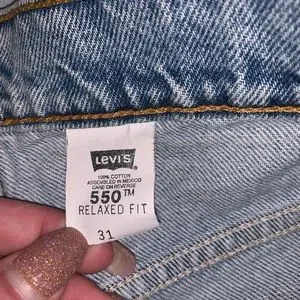 LEVI'S
100% COTTON
ASSEMBLED IN MEXICO
CARE ON REVERSE
550™
RELAXED FIT
31